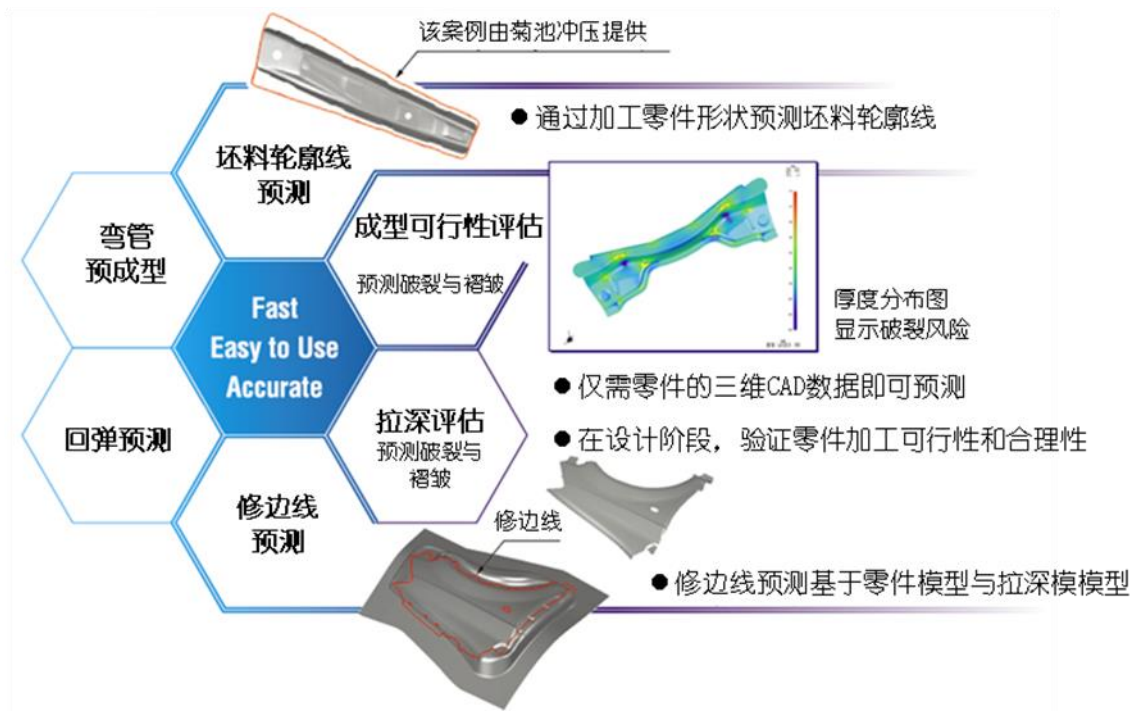 该案例由菊池冲压提供
通过加工零件形状预测坯料轮廓线
坯料轮廓线
预测
成型可行性评估
预测破裂与褶皱
弯管
预成型
Fast
Easy to Use
Accurate
厚度分布图
显示破裂风险
仅需零件的三维CAD数据即可预测
回弹预测
拉深评估
预测破裂与
褶皱
在设计阶段，验证零件加工可行性和合理性
修边线
预测
修边线
修边线预测基于零件模型与拉深模模型